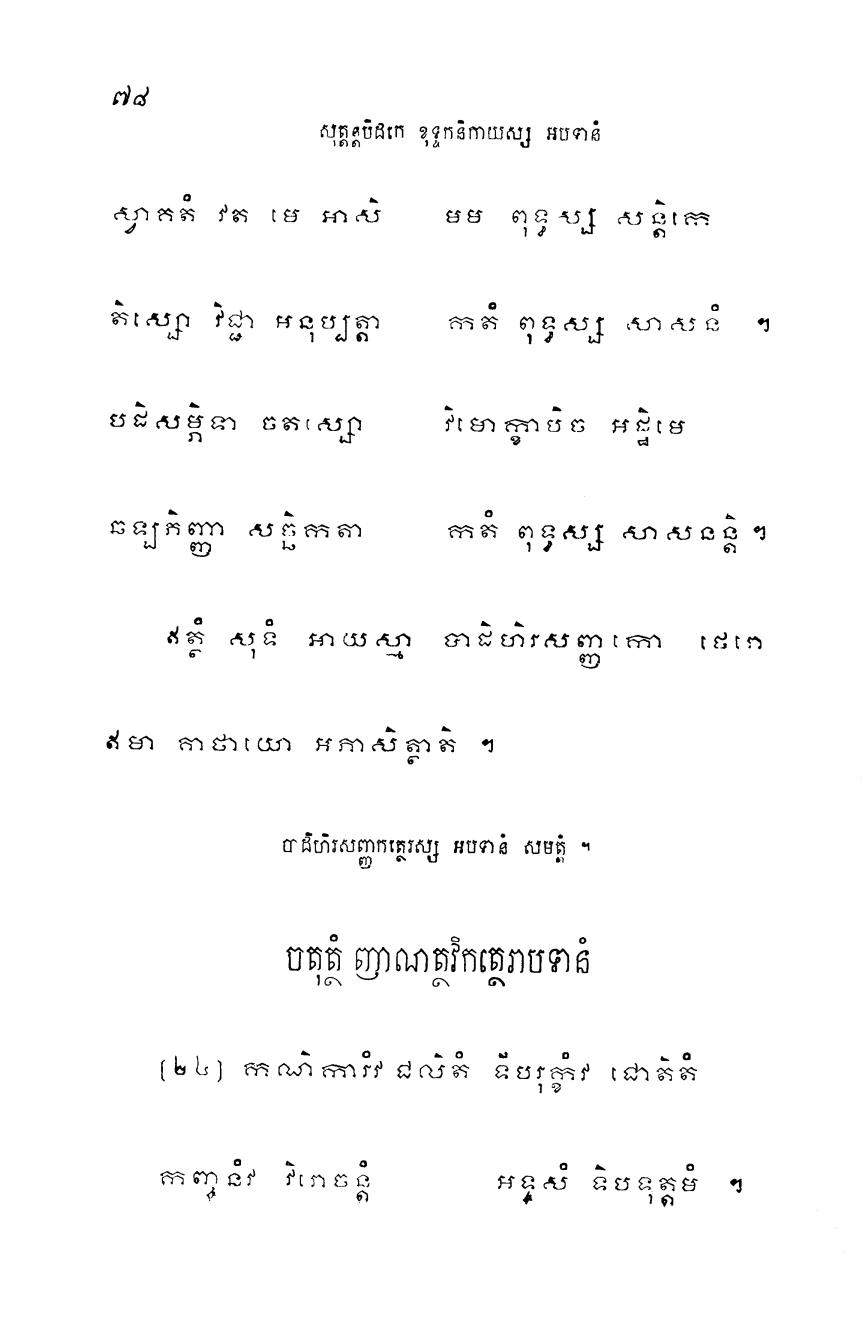 ៧៨
សុត្តន្តបិដកេ ខុទ្ទកនិកាយស្ស អបទានំ
ស្វាគតំ វត មេ អាសិ មម ពុទ្ធស្ស សន្តិកេ
តិស្សោ វិជ្ជា អនុប្បត្តា កតំ ពុទ្ធស្ស សាសនំ ។
បដិសម្ភិទា ចតស្សោ វិមោក្ខាបិច អដ្ឋិមេ
ឆឡភិញ្ញា សច្ឆិកតា កតំ ពុទ្ធស្ស សាសនន្តិ ។
ឥត្ថំ សុទំ អាយស្មា បាដិហិរសញ្ញកោ ថេរោ
ឥមា គាថាយោ អភាសិត្ថាតិ ។
បាដិហិរសញ្ញកត្ថេរស្ស អបទានំ សមត្តំ ។
ចតុត្ថំ ញាណត្ថវិកត្ថេរាបទានំ
(២៤) កណិការំវ ជលិតំ ទីបរុក្ខំវ ជោតិតំ
កញ្ចនំវ វិរោចន្តំ អទ្ទសំ ទិបទុត្តមំ ។